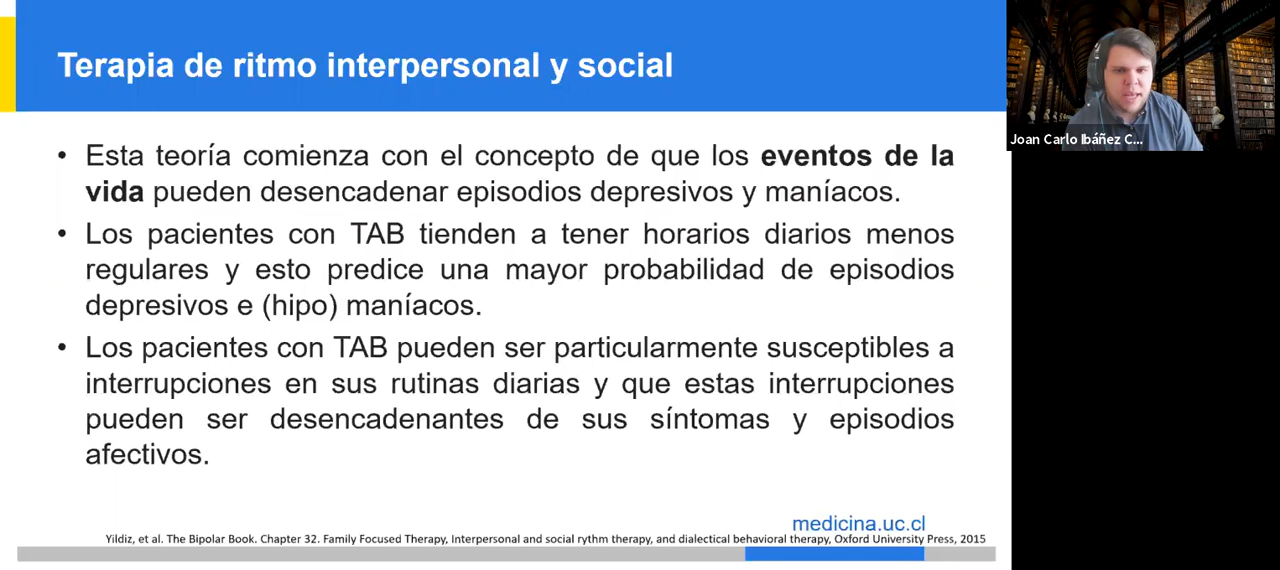 Terapia de ritmo interpersonal y social
Joan Carlo Ibáñez C...
• Esta teoría comienza con el concepto de que los eventos de la
vida pueden desencadenar episodios depresivos y maníacos.
• Los pacientes con TAB tienden a tener horarios diarios menos
regulares y esto predice una mayor probabilidad de episodios
depresivos e (hipo) maníacos.
• Los pacientes con TAB pueden ser particularmente susceptibles a
interrupciones en sus rutinas diarias y que estas interrupciones
pueden ser desencadenantes de sus síntomas y episodios
afectivos.
medicina.uc.cl
Yildiz, et al. The Bipolar Book. Chapter 32. Family Focused Therapy, Interpersonal and social rythm therapy, and dialectical behavioral therapy, Oxford University Press, 2015